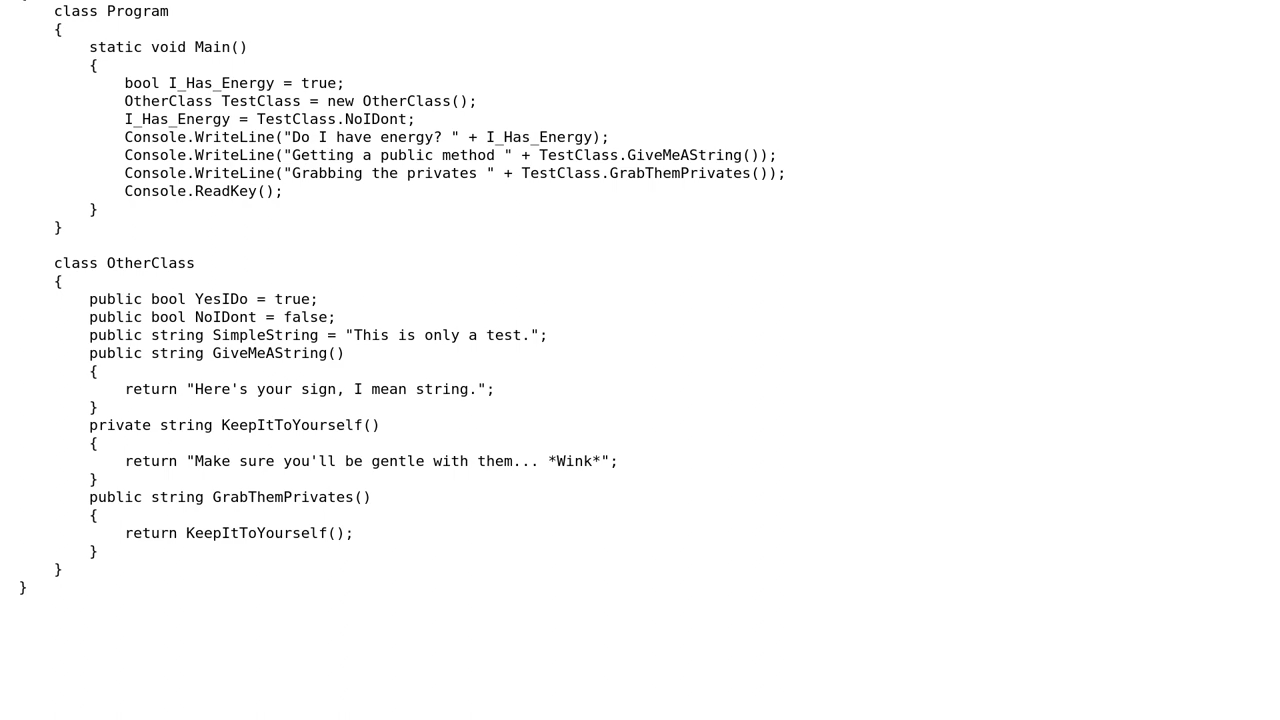 class Program
{
static void Main()
{
bool I_Has_Energy = true;
OtherClass TestClass = new OtherClass();
I_Has_Energy = TestClass.NoIDont;
Console.WriteLine("Do I have energy? " + I_Has_Energy);
Console.WriteLine("Getting a public method " + TestClass.GiveMeAString());
Console.WriteLine("Grabbing the privates " + TestClass.GrabThemPrivates());
Console.ReadKey();
}
}
class OtherClass
{
public bool YesIDo = true;
public bool NoIDont = false;
public string SimpleString = "This is only a test.";
public string GiveMeAString()
{
return "Here's your sign, I mean string.";
}
private string KeepItToYourself()
{
return "Make sure you'll be gentle with them... *Wink*";
}
public string GrabThemPrivates()
{
return KeepItToYourself();
}
}
}